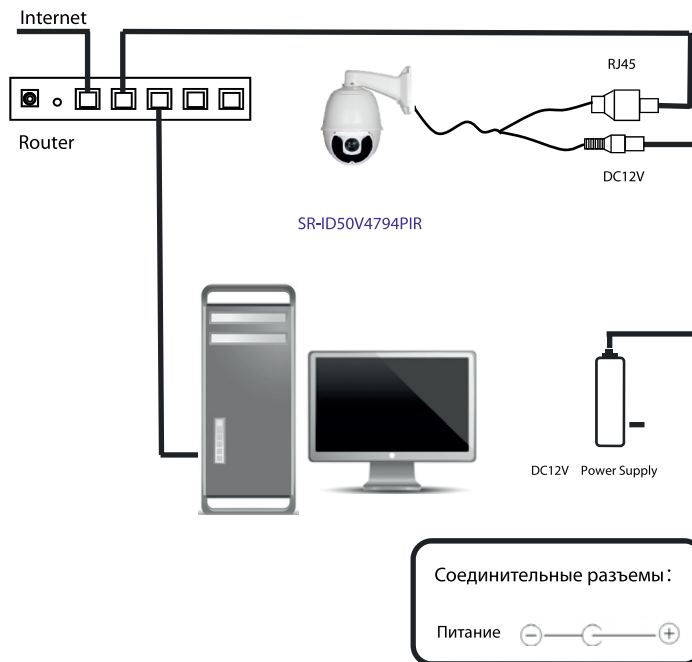 Internet
RJ45
Router
DC12V
SR-ID50V4794PIR
DC12V Power Supply
Соединительные разъемы:
Питание